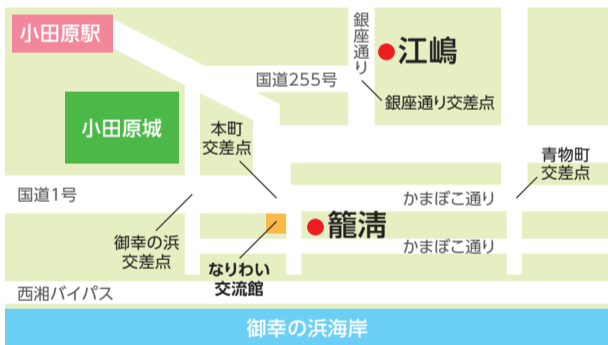 小田原駅
銀座通り
江嶋
国道255号
銀座通り交差点
小田原城
本町
交差点
青物町
交差点
国道1号
かまぼこ通り
御幸の浜
交差点
籠淸
かまぼこ通り
なりわい
交流館
西湘バイパス
御幸の浜海岸